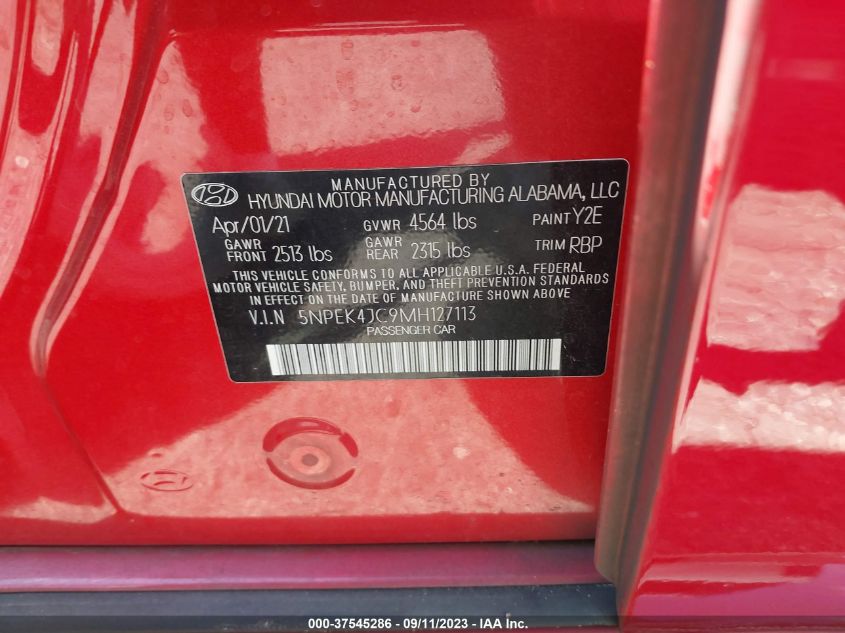 MANUFACTURED BY
HYUNDAI MOTOR MANUFACTURING ALABAMA, LLC
Apr/01/21 GVWR 4564 lbs PAINT Y2E
GAWR FRONT 2513 lbs GAWR REAR 2315 lbs TRIM RBP
THIS VEHICLE CONFORMS TO ALL APPLICABLE U.S.A. FEDERAL
MOTOR VEHICLE SAFETY, BUMPER, AND THEFT PREVENTION STANDARDS
IN EFFECT ON THE DATE OF MANUFACTURE SHOWN ABOVE
V.I.N 5NPEK4JC9MH127113
PASSENGER CAR
000-37545286 - 09/11/2023 - IAA Inc.